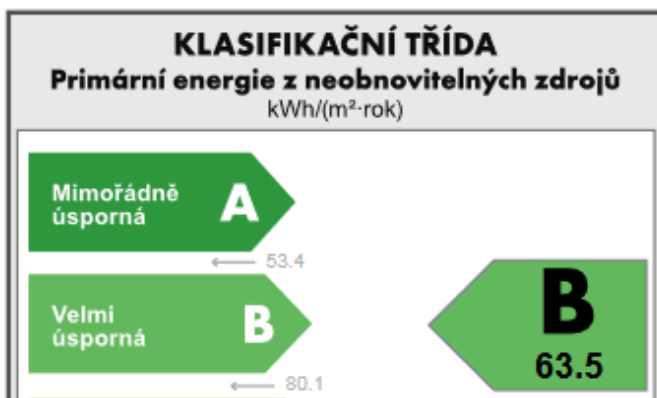 KLASIFIKAČNÍ TŘÍDA
Primární energie z neobnovitelných zdrojů
kWh/(m²·rok)
Mimořádně
úsporná
A
53.4
Velmi
úsporná
B
80.1
B
63.5